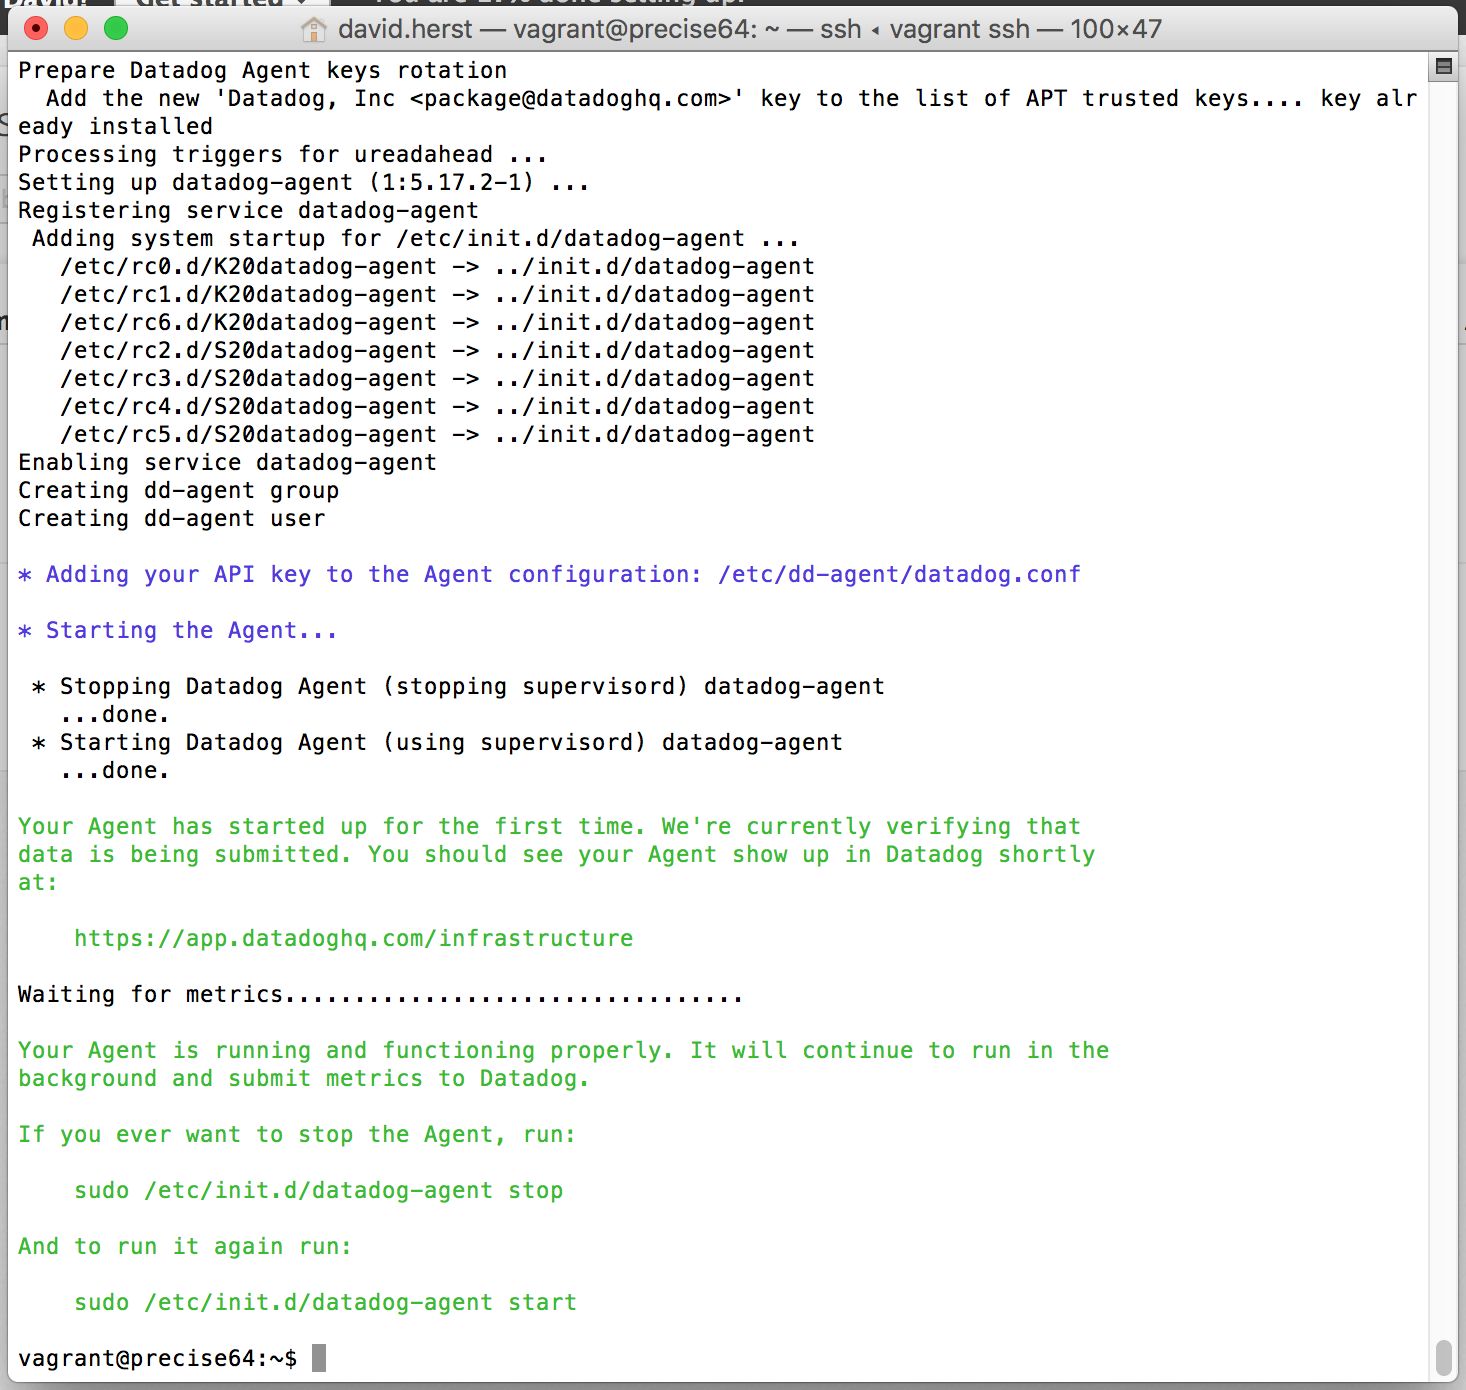 Get started
david.herst — vagrant@precise64: ~ — ssh ◂ vagrant ssh — 100×47
Prepare Datadog Agent keys rotation
  Add the new 'Datadog, Inc <package@datadoghq.com>' key to the list of APT trusted keys.... key alr
eady installed
Processing triggers for ureadahead ...
Setting up datadog-agent (1:5.17.2-1) ...
Registering service datadog-agent
 Adding system startup for /etc/init.d/datadog-agent ...
   /etc/rc0.d/K20datadog-agent -> ../init.d/datadog-agent
   /etc/rc1.d/K20datadog-agent -> ../init.d/datadog-agent
   /etc/rc6.d/K20datadog-agent -> ../init.d/datadog-agent
   /etc/rc2.d/S20datadog-agent -> ../init.d/datadog-agent
   /etc/rc3.d/S20datadog-agent -> ../init.d/datadog-agent
   /etc/rc4.d/S20datadog-agent -> ../init.d/datadog-agent
   /etc/rc5.d/S20datadog-agent -> ../init.d/datadog-agent
Enabling service datadog-agent
Creating dd-agent group
Creating dd-agent user
* Adding your API key to the Agent configuration: /etc/dd-agent/datadog.conf
* Starting the Agent...
 * Stopping Datadog Agent (stopping supervisord) datadog-agent
   ...done.
 * Starting Datadog Agent (using supervisord) datadog-agent
   ...done.
Your Agent has started up for the first time. We're currently verifying that
data is being submitted. You should see your Agent show up in Datadog shortly
at:
    https://app.datadoghq.com/infrastructure
Waiting for metrics.................................
Your Agent is running and functioning properly. It will continue to run in the
background and submit metrics to Datadog.
If you ever want to stop the Agent, run:
    sudo /etc/init.d/datadog-agent stop
And to run it again run:
    sudo /etc/init.d/datadog-agent start
vagrant@precise64:~$